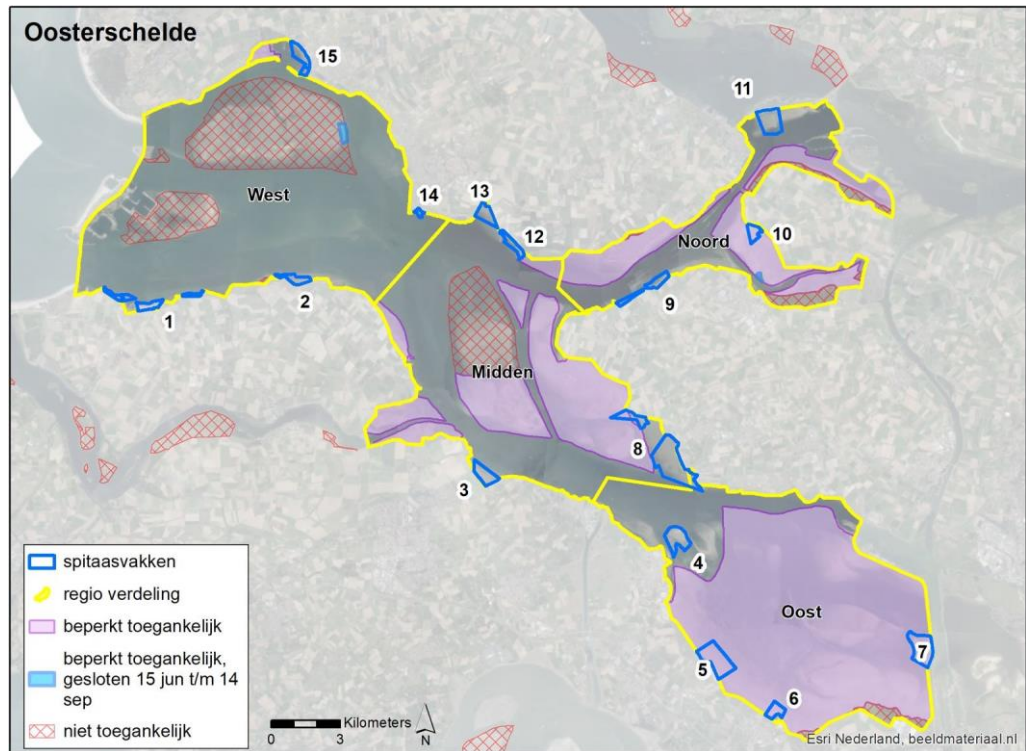 Oosterschelde
15
11
West
14
13
12
Noord
10
1
2
9
Midden
8
3
4
Oost
5
7
6
spitaasvakken
regio verdeling
beperkt toegankelijk
beperkt toegankelijk,
gesloten 15 jun t/m 14
sep
niet toegankelijk
Kilometers
0 3
N
Esri Nederland, beeldmateriaal.nl